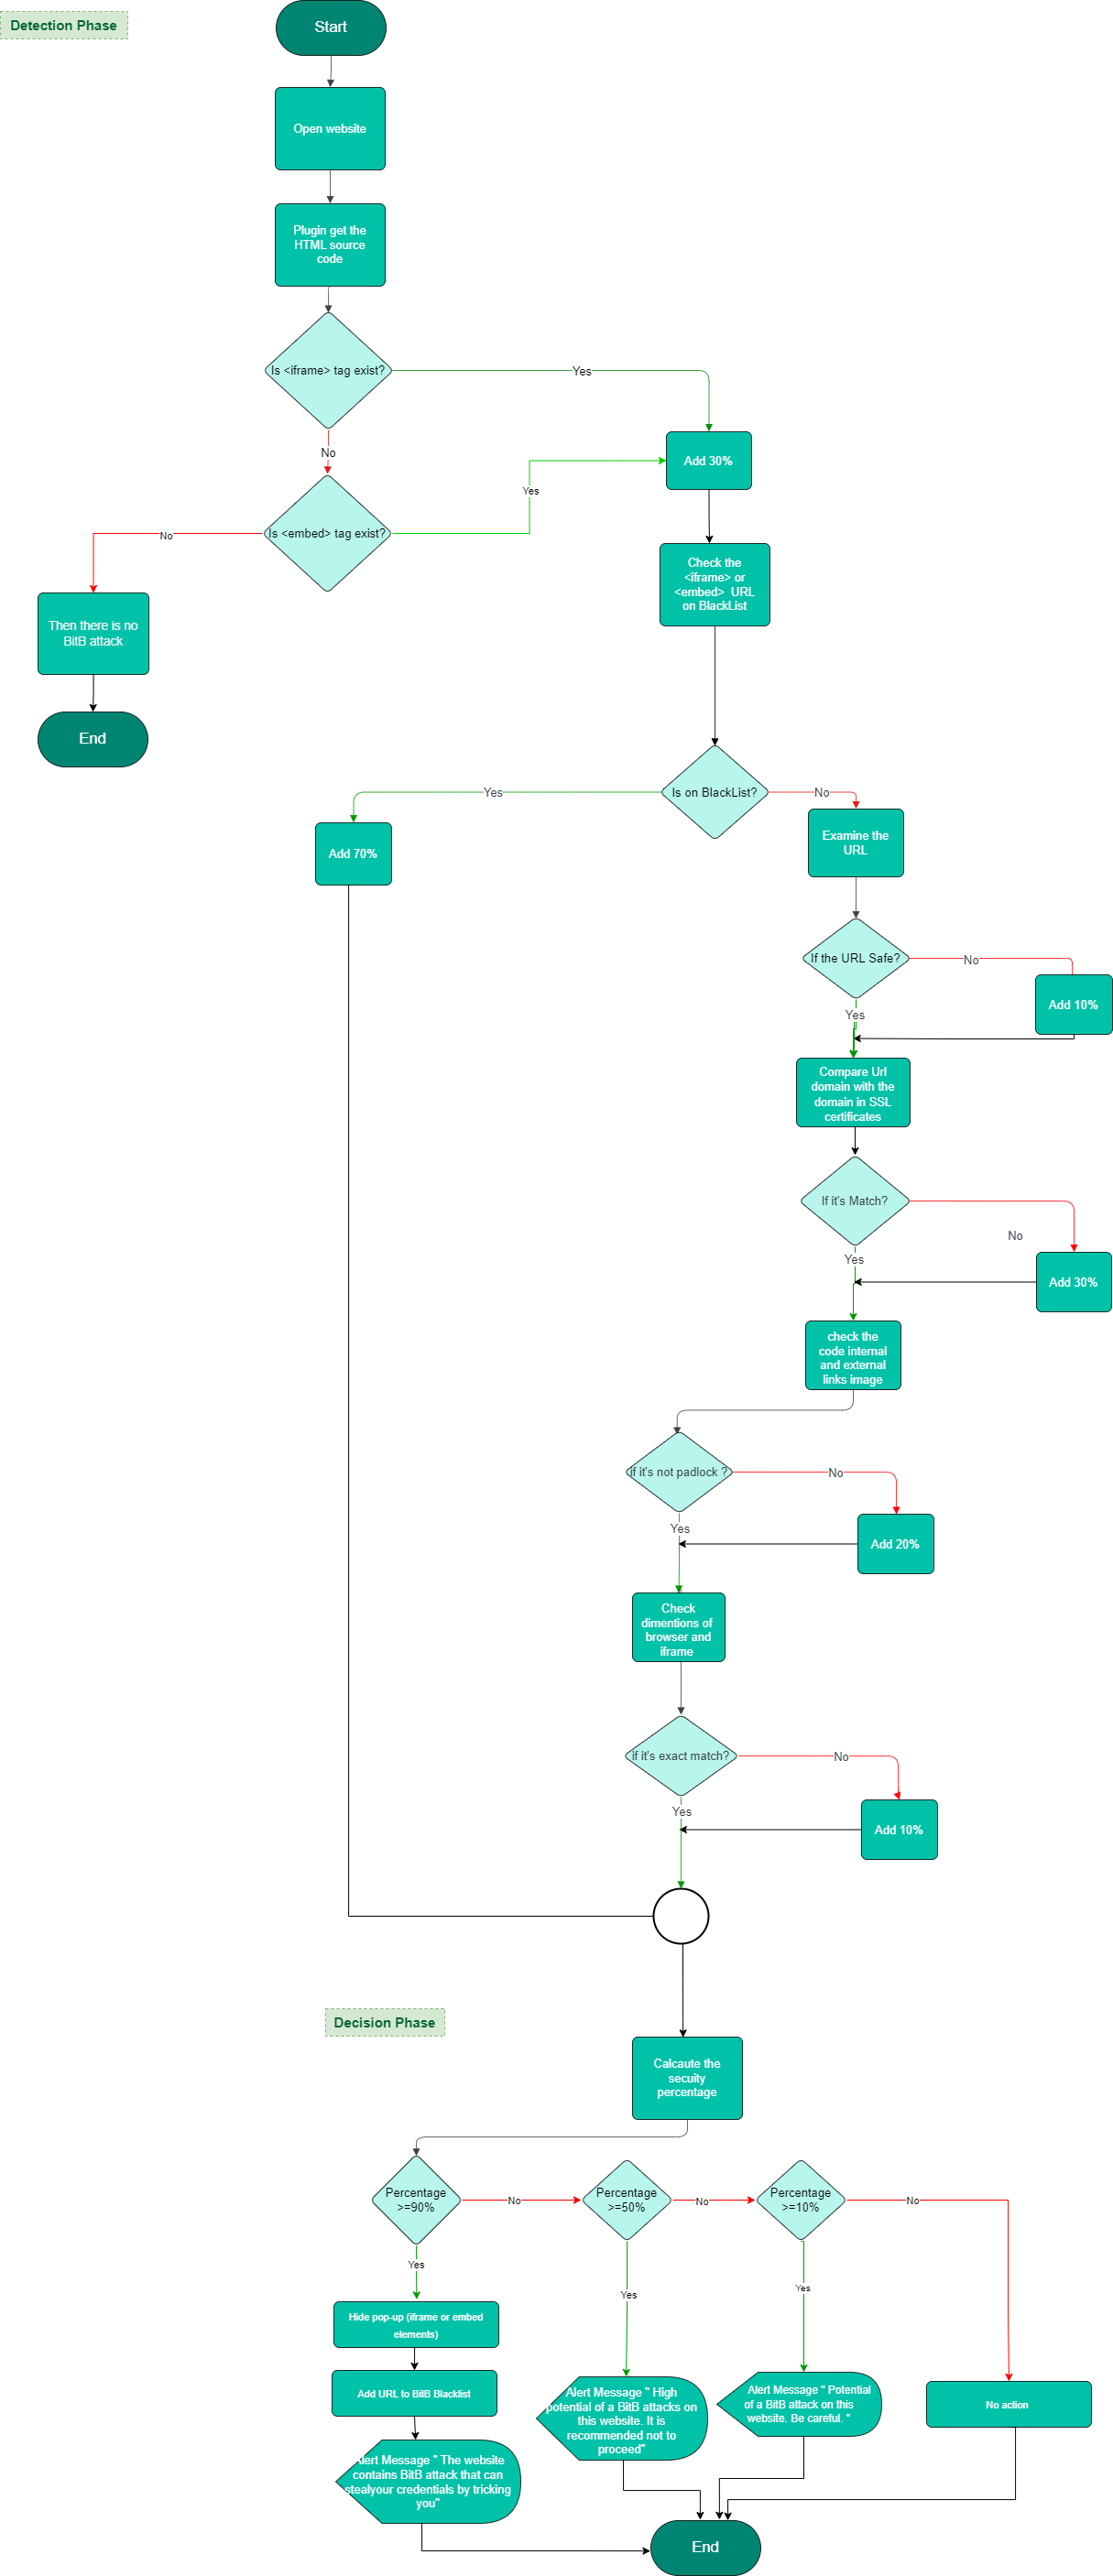 Detection Phase
Start
Open website
Plugin get the
HTML source
code
Is <iframe> tag exist?
Yes
No
Add 30%
Yes
Is <embed> tag exist?
No
Check the
<iframe> or
<embed> URL
on BlackList
Then there is no
BitB attack
End
Is on BlackList?
Yes
No
Add 70%
Examine the
URL
If the URL Safe?
No
Add 10%
Yes
Compare Url
domain with the
domain in SSL
certificates
If it's Match?
No
Yes
Add 30%
check the
code internal
and external
links image
if it's not padlock ?
No
Yes
Add 20%
Check
dimentions of
browser and
iframe
if it's exact match?
No
Yes
Add 10%
Decision Phase
Calcaute the
secuity
percentage
Percentage
>=90%
No
Percentage
>=50%
No
Percentage
>=10%
No
Yes
Yes
Yes
Hide pop-up (iframe or embed
elements)
Add URL to BitB Blacklist
Alert Message " The website
contains BitB attack that can
stealyour credentials by tricking
you"
Alert Message " High
potential of a BitB attacks on
this website. It is
recommended not to
proceed"
Alert Message " Potential
of a BitB attack on this
website. Be careful. "
No action
End